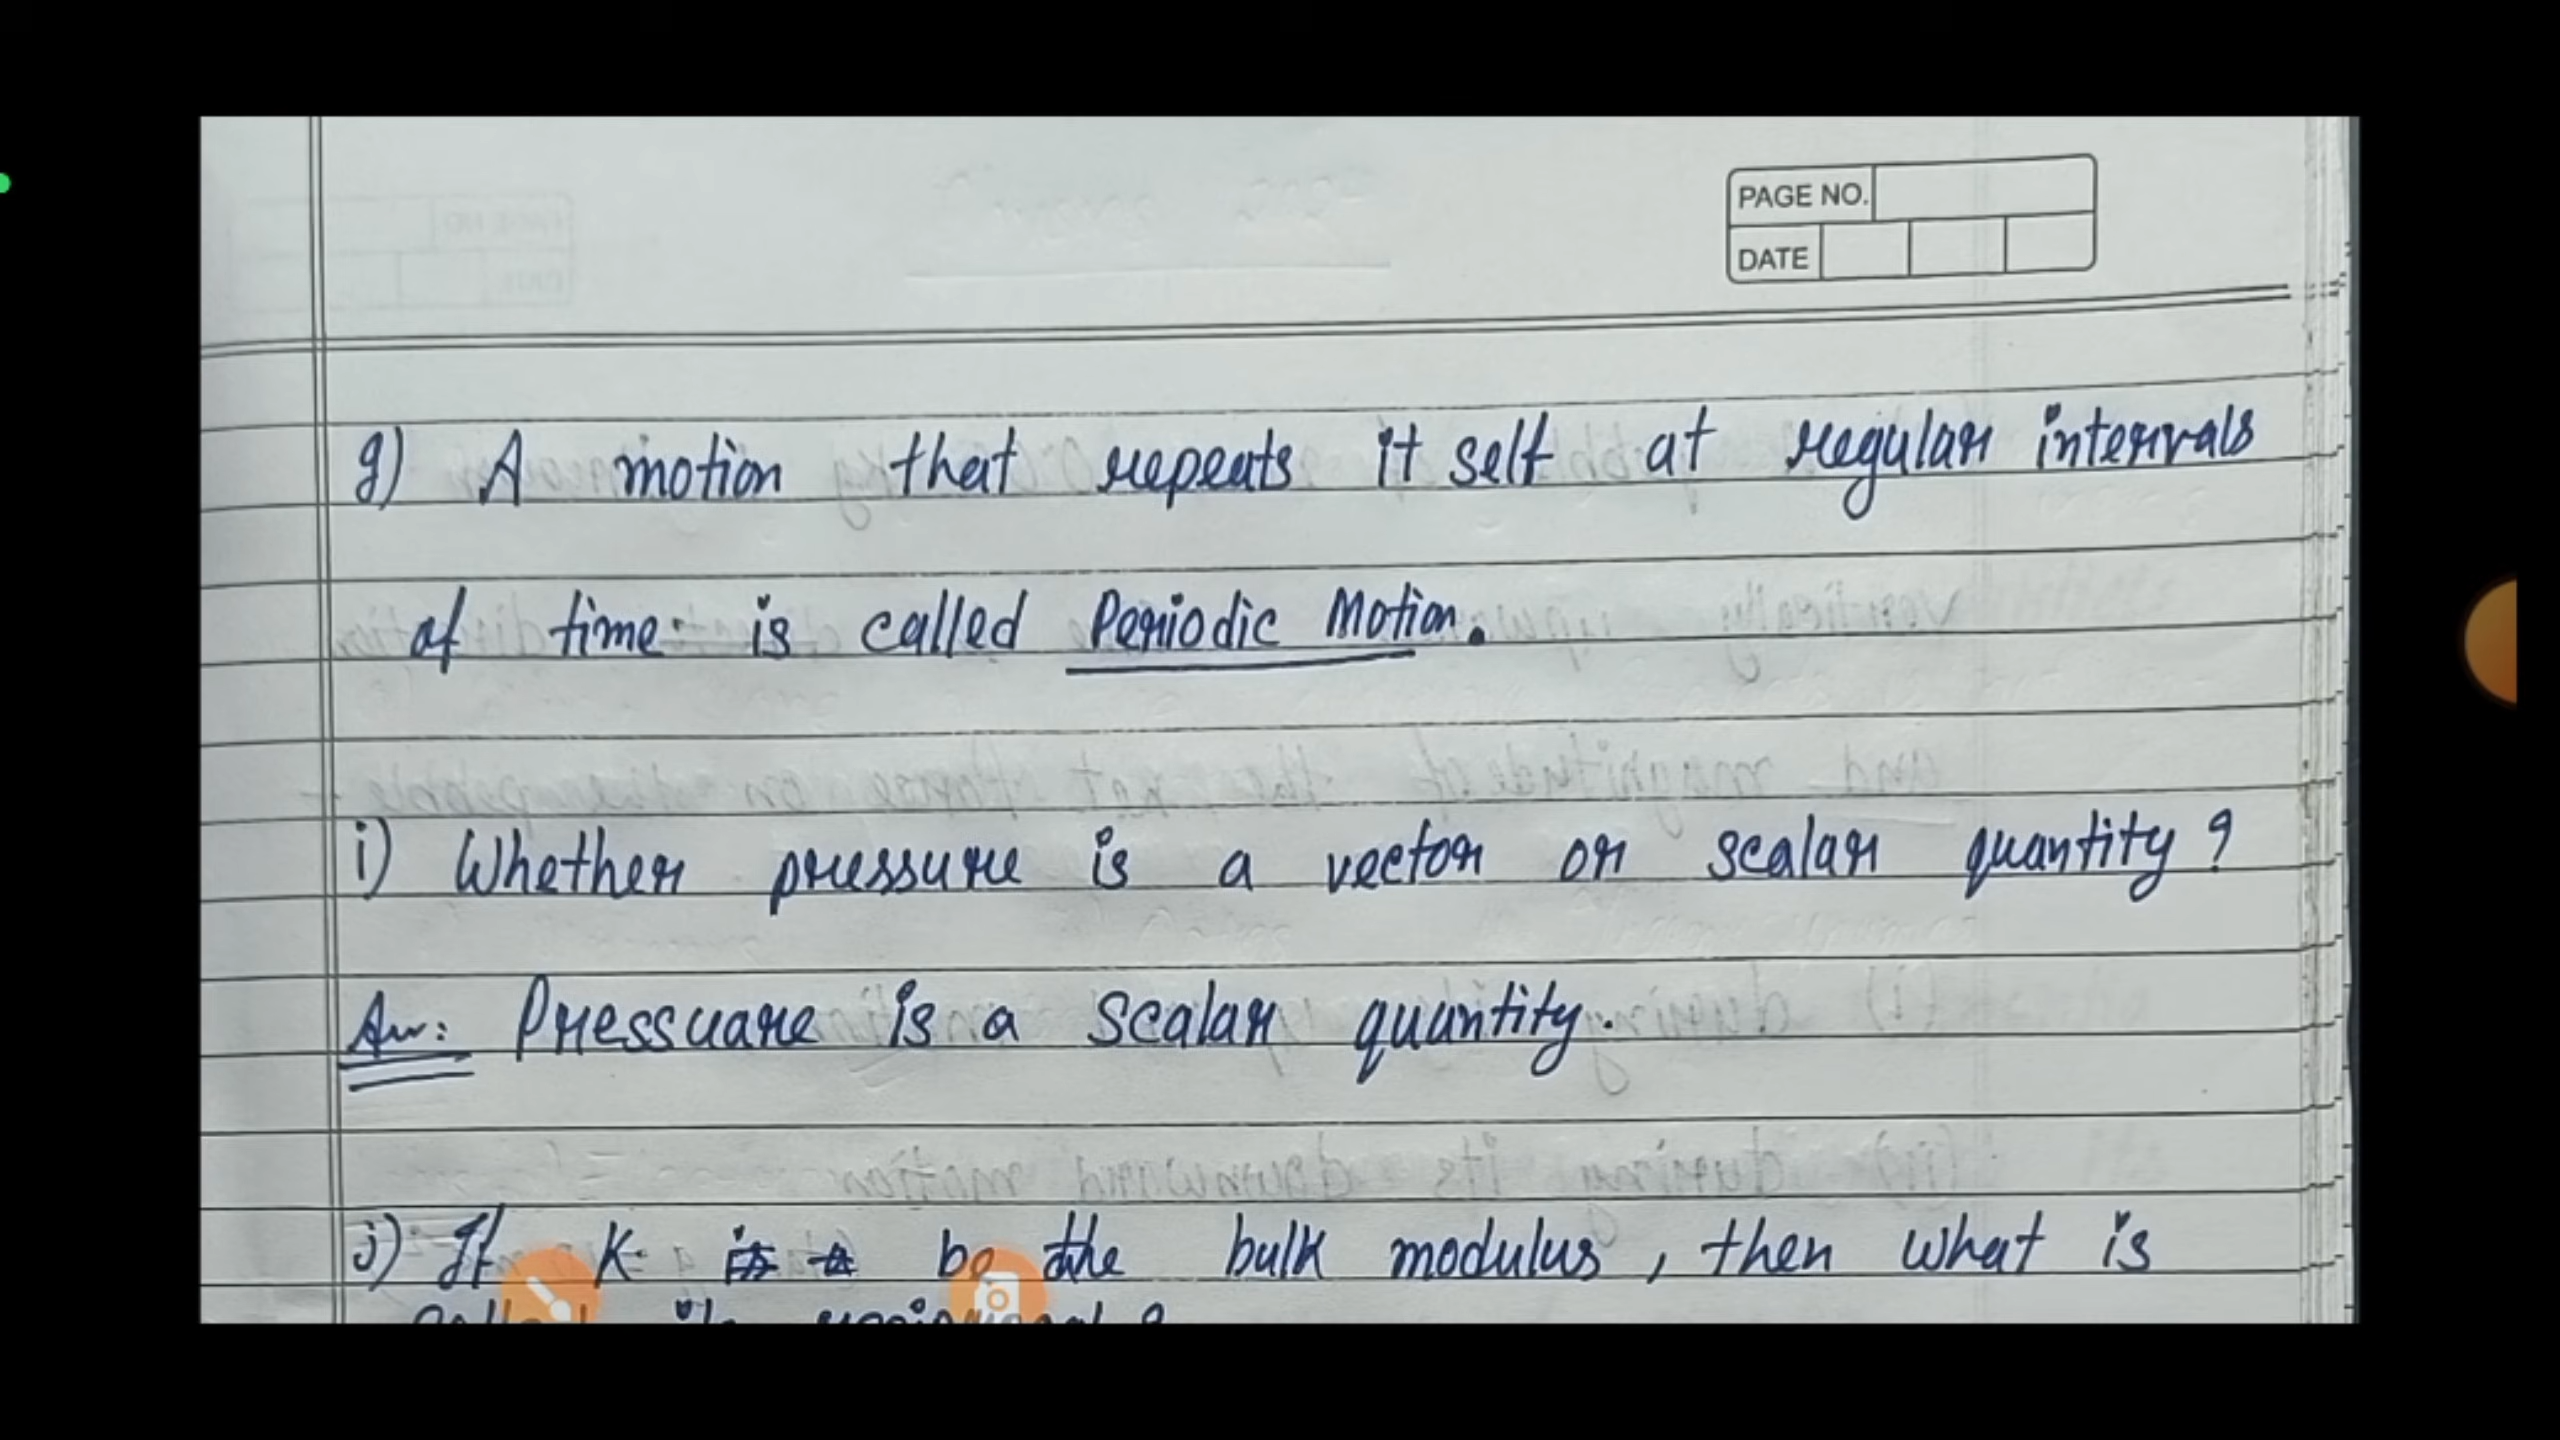 PAGE NO.
DATE
g) A motion that repeats it self at regular intervals
of time is called Periodic Motion.
i) Whether pressure is a vector or scalar quantity?
Ans: Pressuare is a scalar quantity.
j) If K be the bulk modulus, then what is